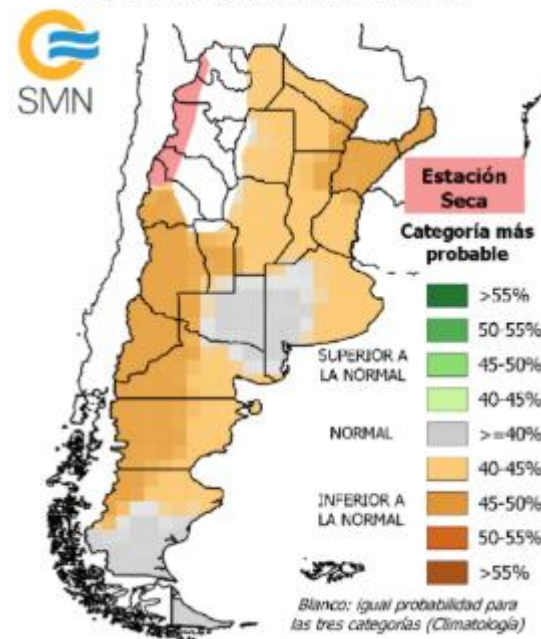 SMN
Estación
Seca
Categoría más
probable
>55%
50-55%
SUPERIOR A
LA NORMAL
45-50%
40-45%
NORMAL
>=40%
40-45%
INFERIOR A
LA NORMAL
45-50%
50-55%
>55%
Blanco: igual probabilidad para
las tres categorías (Climatología)